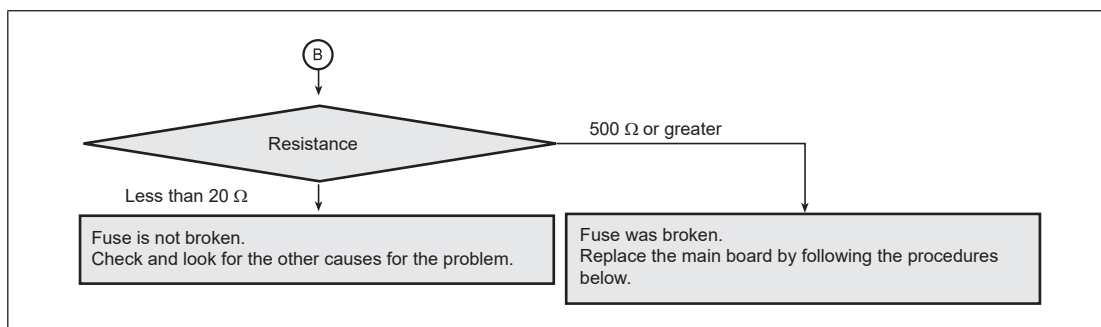 B
Resistance
500 Ω or greater
Less than 20 Ω
Fuse is not broken.
Check and look for the other causes for the problem.
Fuse was broken.
Replace the main board by following the procedures
below.